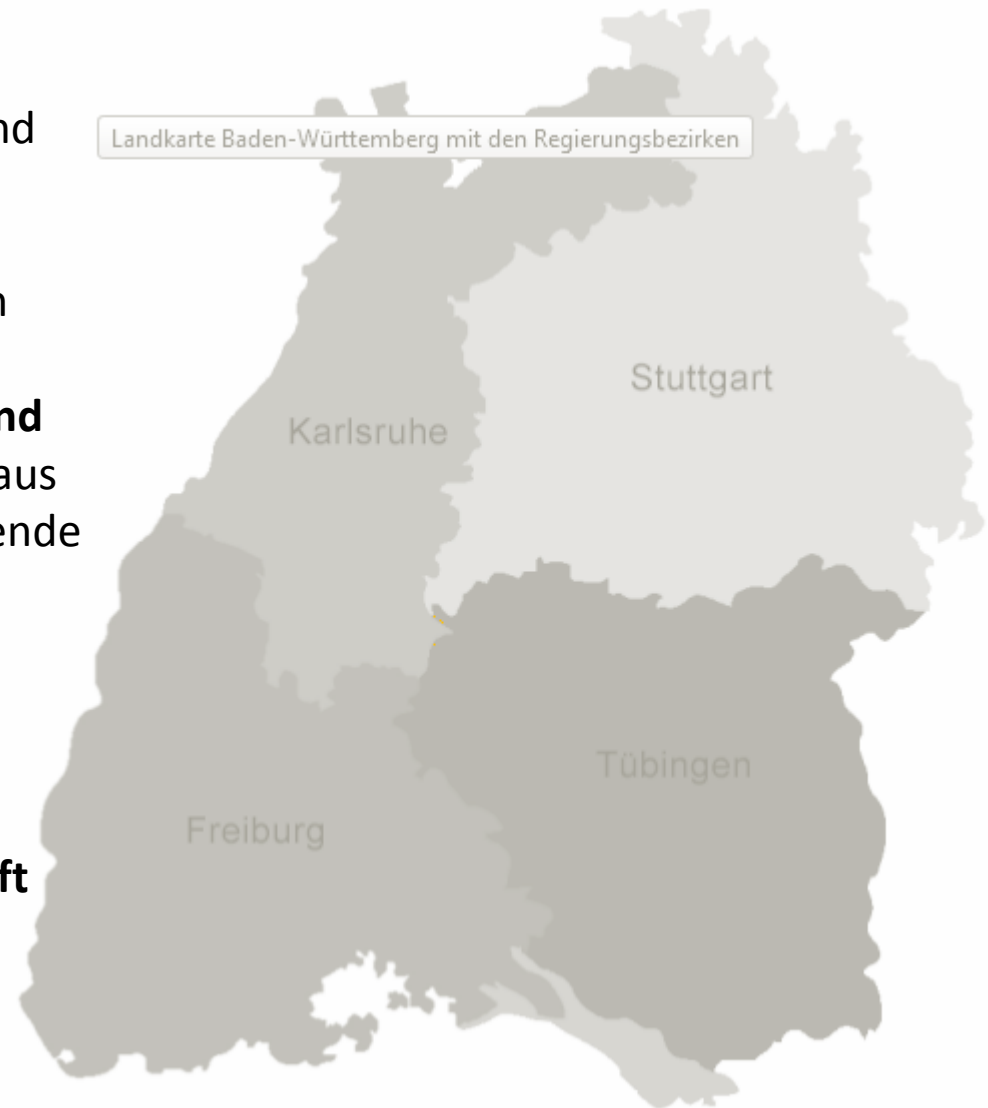 nd
Landkarte Baden-Württemberg mit den Regierungsbezirken
n
Stuttgart
nd
Karlsruhe
aus
ende
Tübingen
Freiburg
ft